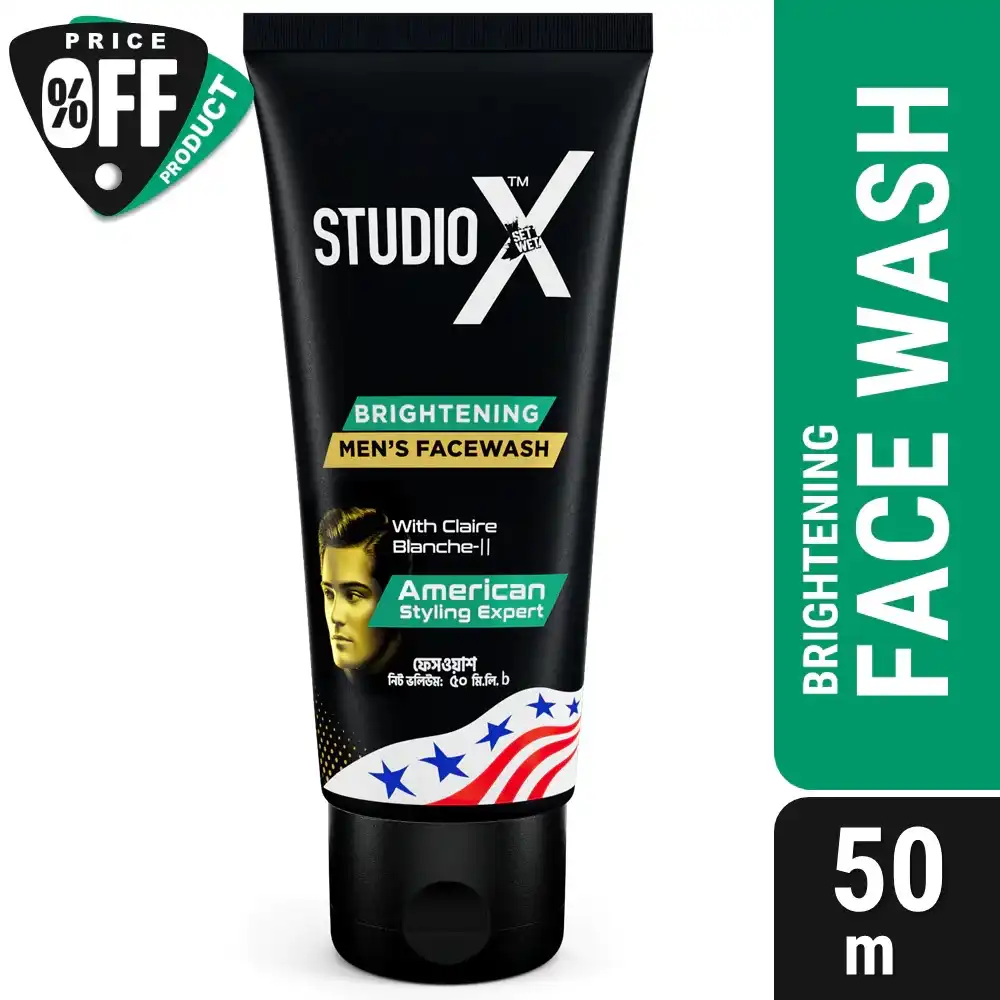 PRICE
%OFF
PRODUCT
STUDIO X™
SET
WET
BRIGHTENING
MEN'S FACEWASH
With Claire
Blanche-||
American
Styling Expert
ফেসওয়াশ
নিট ভলিউম: ৫০ মি.লি. b
BRIGHTENING
FACE WASH
50
m